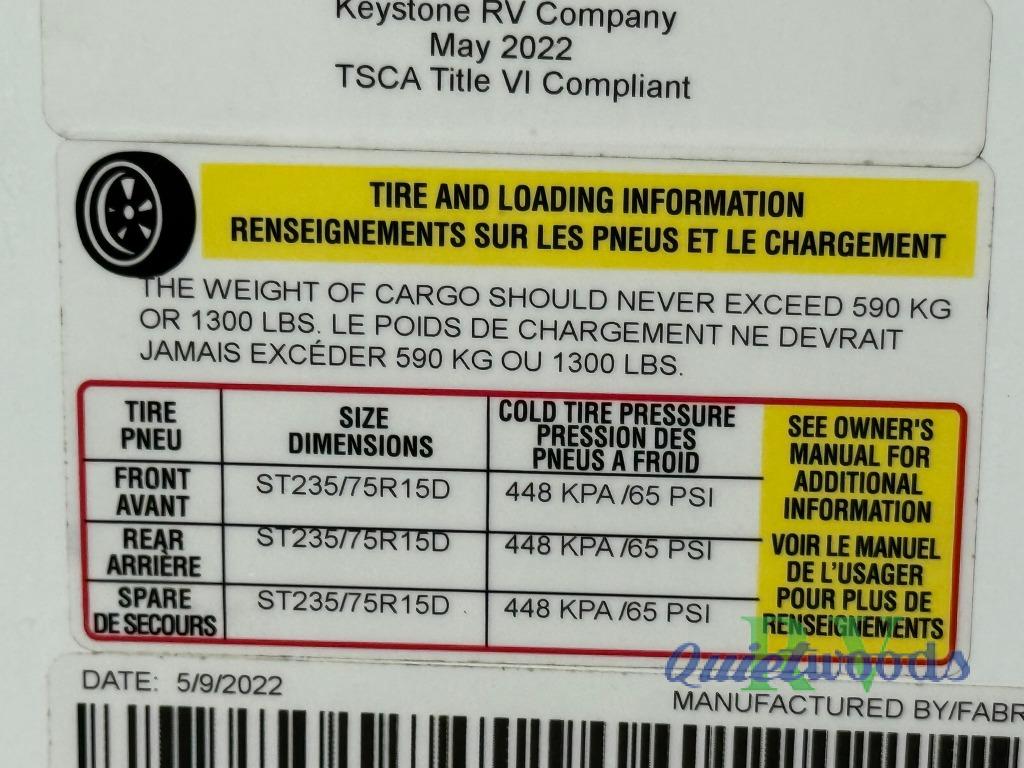 Keystone RV Company
May 2022
TSCA Title VI Compliant
TIRE AND LOADING INFORMATION
RENSEIGNEMENTS SUR LES PNEUS ET LE CHARGEMENT
THE WEIGHT OF CARGO SHOULD NEVER EXCEED 590 KG
OR 1300 LBS. LE POIDS DE CHARGEMENT NE DEVRAIT
JAMAIS EXCÉDER 590 KG OU 1300 LBS.
TIRE
PNEU
SIZE
DIMENSIONS
COLD TIRE PRESSURE
PRESSION DES
PNEUS A FROID
FRONT
AVANT
ST235/75R15D
448 KPA /65 PSI
REAR
ARRIÈRE
ST235/75R15D
448 KPA /65 PSI
SPARE
DE SECOURS
ST235/75R15D
448 KPA /65 PSI
SEE OWNER'S
MANUAL FOR
ADDITIONAL
INFORMATION
VOIR LE MANUEL
DE L'USAGER
POUR PLUS DE
RENSEIGNEMENTS
RV
Quietwoods
DATE: 5/9/2022
MANUFACTURED BY/FABR